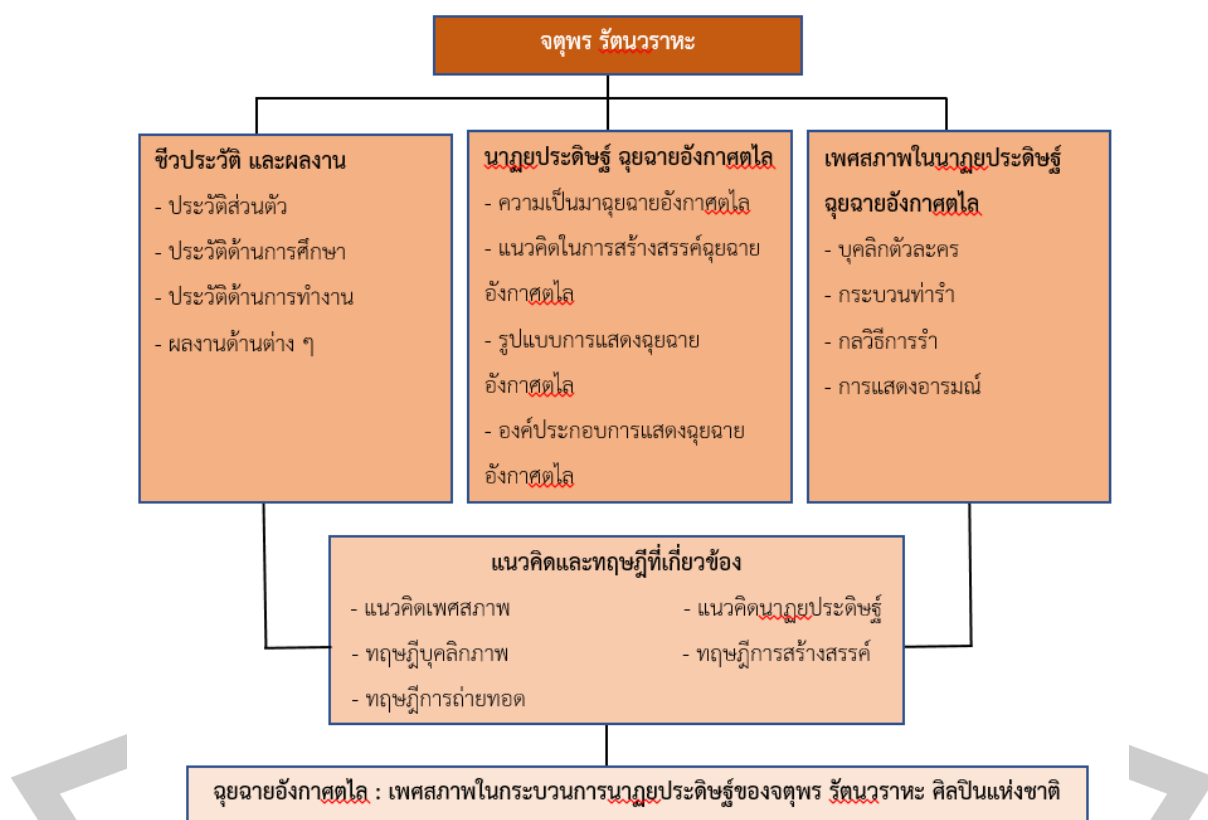 จตุพร รัตนวราหะ
ชีวประวัติ และผลงาน
- ประวัติส่วนตัว
- ประวัติด้านการศึกษา
- ประวัติด้านการทำงาน
- ผลงานด้านต่าง ๆ
นาฏยประดิษฐ์ ฉุยฉายอังกาศตไล
- ความเป็นมาฉุยฉายอังกาศตไล
- แนวคิดในการสร้างสรรค์ฉุยฉาย
อังกาศตไล
- รูปแบบการแสดงฉุยฉาย
อังกาศตไล
- องค์ประกอบการแสดงฉุยฉาย
อังกาศตไล
เพศสภาพในนาฏยประดิษฐ์
ฉุยฉายอังกาศตไล
- บุคลิกตัวละคร
- กระบวนท่ารำ
- กลวิธีการรำ
- การแสดงอารมณ์
แนวคิดและทฤษฎีที่เกี่ยวข้อง
- แนวคิดเพศสภาพ
- ทฤษฎีบุคลิกภาพ
- ทฤษฎีการถ่ายทอด
- แนวคิดนาฏยประดิษฐ์
- ทฤษฎีการสร้างสรรค์
ฉุยฉายอังกาศตไล : เพศสภาพในกระบวนการนาฏยประดิษฐ์ของจตุพร รัตนวราหะ ศิลปินแห่งชาติ